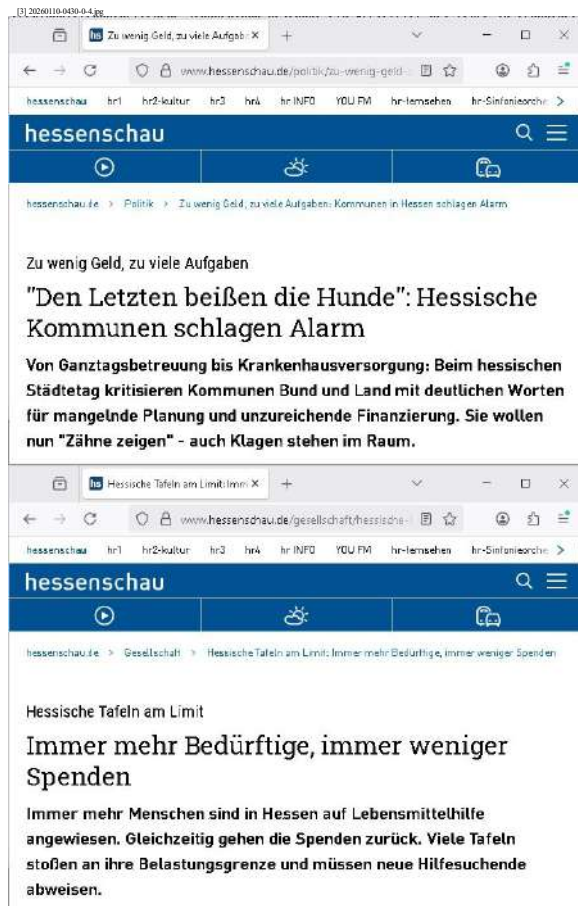 [3] 20260110-0430-0-4.jpg
Zu wenig Geld, zu viele Aufgab
www.hessenschau.de/politik/zu-wenig-geld-
hessenschau hr1 hr2-kultur hr3 hr4 hr INFO YOU FM hr-fernsehen hr-Sinfonieorche
hessenschau
hessenschau.de > Politik > Zu wenig Geld, zu viele Aufgaben: Kommunen in Hessen schlagen Alarm
Zu wenig Geld, zu viele Aufgaben
"Den Letzten beißen die Hunde": Hessische
Kommunen schlagen Alarm
Von Ganztagsbetreuung bis Krankenhausversorgung: Beim hessischen
Städtetag kritisieren Kommunen Bund und Land mit deutlichen Worten
für mangelnde Planung und unzureichende Finanzierung. Sie wollen
nun "Zähne zeigen" - auch Klagen stehen im Raum.
Hessische Tafeln am Limit: Imm
www.hessenschau.de/gesellschaft/hessische-
hessenschau hr1 hr2-kultur hr3 hr4 hr INFO YOU FM hr-fernsehen hr-Sinfonieorche
hessenschau
hessenschau.de > Gesellschaft > Hessische Tafeln am Limit: Immer mehr Bedürftige, immer weniger Spenden
Hessische Tafeln am Limit
Immer mehr Bedürftige, immer weniger
Spenden
Immer mehr Menschen sind in Hessen auf Lebensmittelhilfe
angewiesen. Gleichzeitig gehen die Spenden zurück. Viele Tafeln
stoßen an ihre Belastungsgrenze und müssen neue Hilfesuchende
abweisen.